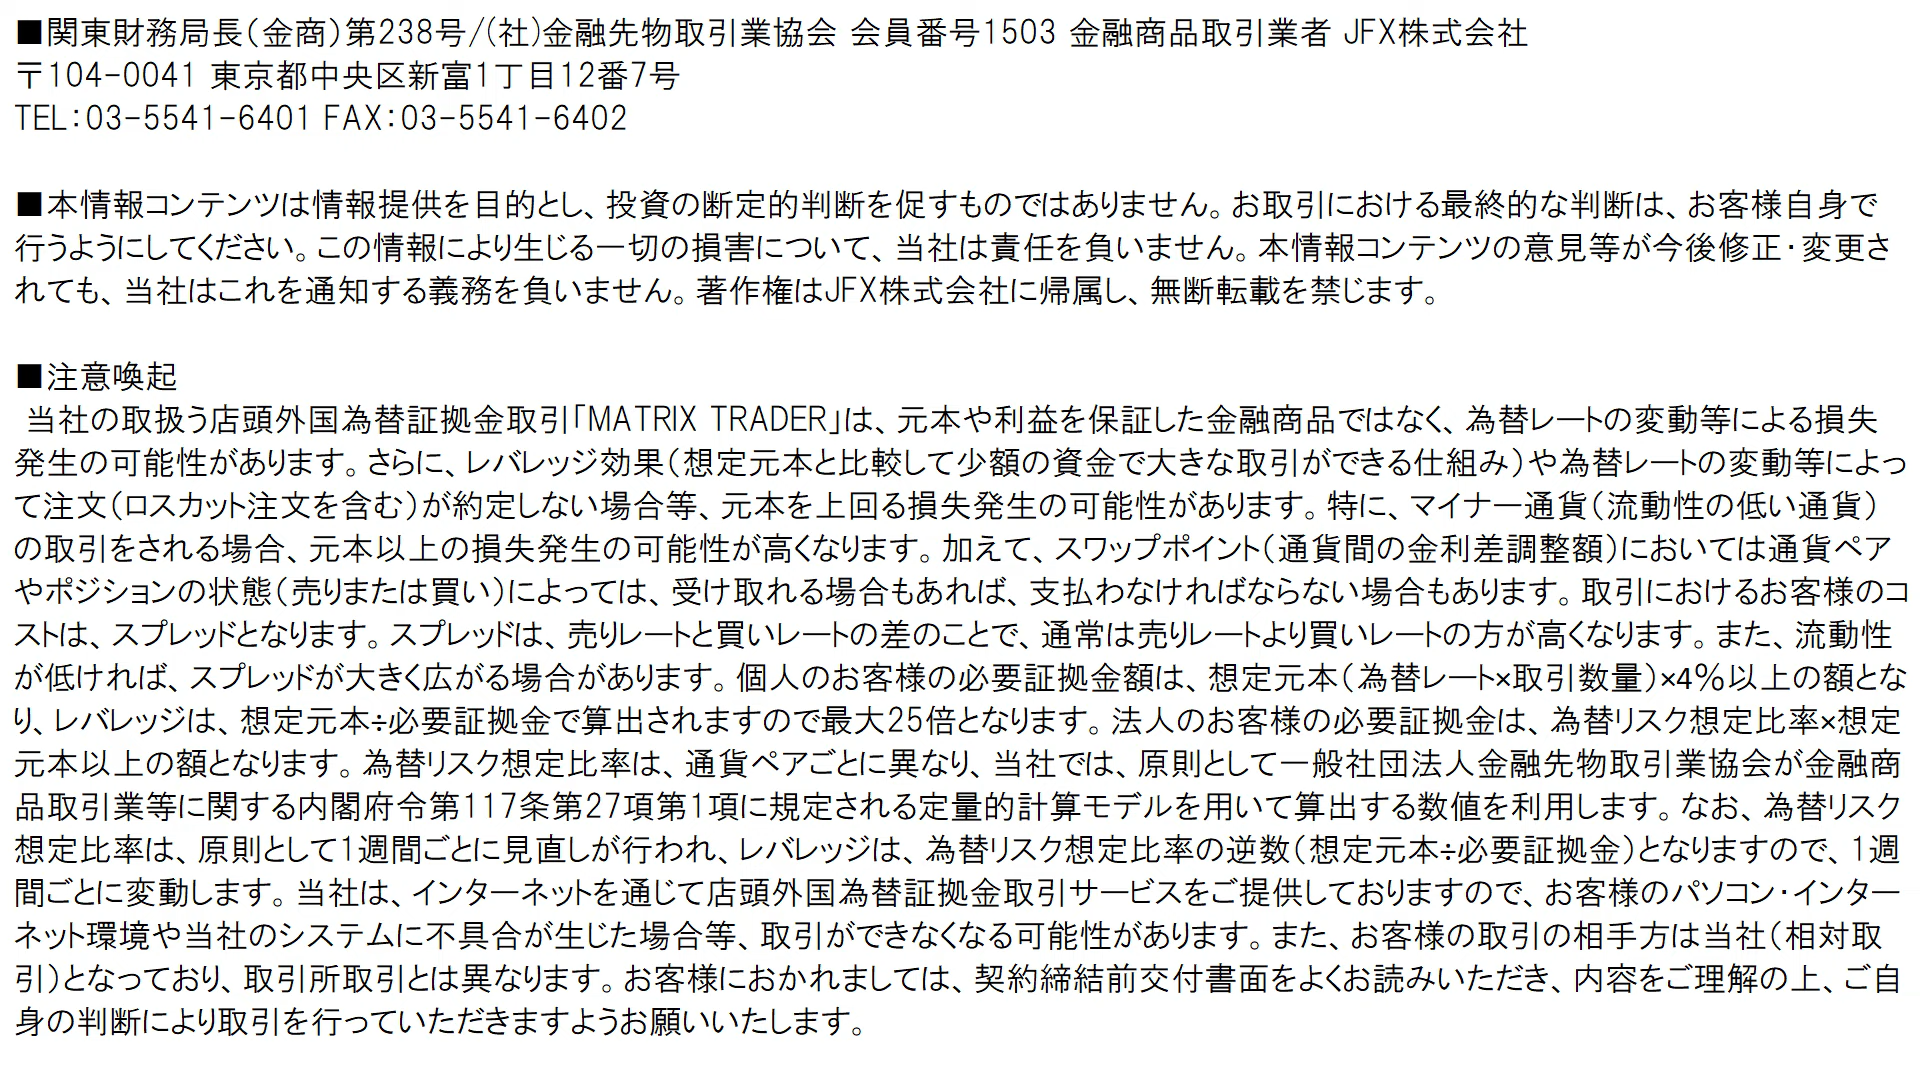 ■関東財務局長（金商）第238号/(社)金融先物取引業協会 会員番号1503 金融商品取引業者 JFX株式会社
〒104-0041 東京都中央区新富1丁目12番7号
TEL：03-5541-6401 FAX：03-5541-6402
■本情報コンテンツは情報提供を目的とし、投資の断定的判断を促すものではありません。お取引における最終的な判断は、お客様自身で
行うようにしてください。この情報により生じる一切の損害について、当社は責任を負いません。本情報コンテンツの意見等が今後修正・変更さ
れても、当社はこれを通知する義務を負いません。著作権はJFX株式会社に帰属し、無断転載を禁じます。
■注意喚起
当社の取扱う店頭外国為替証拠金取引「MATRIX TRADER」は、元本や利益を保証した金融商品ではなく、為替レートの変動等による損失
発生の可能性があります。さらに、レバレッジ効果（想定元本と比較して少額の資金で大きな取引ができる仕組み）や為替レートの変動等によっ
て注文（ロスカット注文を含む）が約定しない場合等、元本を上回る損失発生の可能性があります。特に、マイナー通貨（流動性の低い通貨）
の取引をされる場合、元本以上の損失発生の可能性が高くなります。加えて、スワップポイント（通貨間の金利差調整額）においては通貨ペア
やポジションの状態（売りまたは買い）によっては、受け取れる場合もあれば、支払わなければならない場合もあります。取引におけるお客様のコ
ストは、スプレッドとなります。スプレッドは、売りレートと買いレートの差のことで、通常は売りレートより買いレートの方が高くなります。また、流動性
が低ければ、スプレッドが大きく広がる場合があります。個人のお客様の必要証拠金額は、想定元本（為替レート×取引数量）×4％以上の額とな
り、レバレッジは、想定元本÷必要証拠金で算出されますので最大25倍となります。法人のお客様の必要証拠金は、為替リスク想定比率×想定
元本以上の額となります。為替リスク想定比率は、通貨ペアごとに異なり、当社では、原則として一般社団法人金融先物取引業協会が金融商
品取引業等に関する内閣府令第117条第27項第1項に規定される定量的計算モデルを用いて算出する数値を利用します。なお、為替リスク
想定比率は、原則として1週間ごとに見直しが行われ、レバレッジは、為替リスク想定比率の逆数（想定元本÷必要証拠金）となりますので、1週
間ごとに変動します。当社は、インターネットを通じて店頭外国為替証拠金取引サービスをご提供しておりますので、お客様のパソコン・インター
ネット環境や当社のシステムに不具合が生じた場合等、取引ができなくなる可能性があります。また、お客様の取引の相手方は当社（相対取
引）となっており、取引所取引とは異なります。お客様におかれましては、契約締結前交付書面をよくお読みいただき、内容をご理解の上、ご自
身の判断により取引を行っていただきますようお願いいたします。